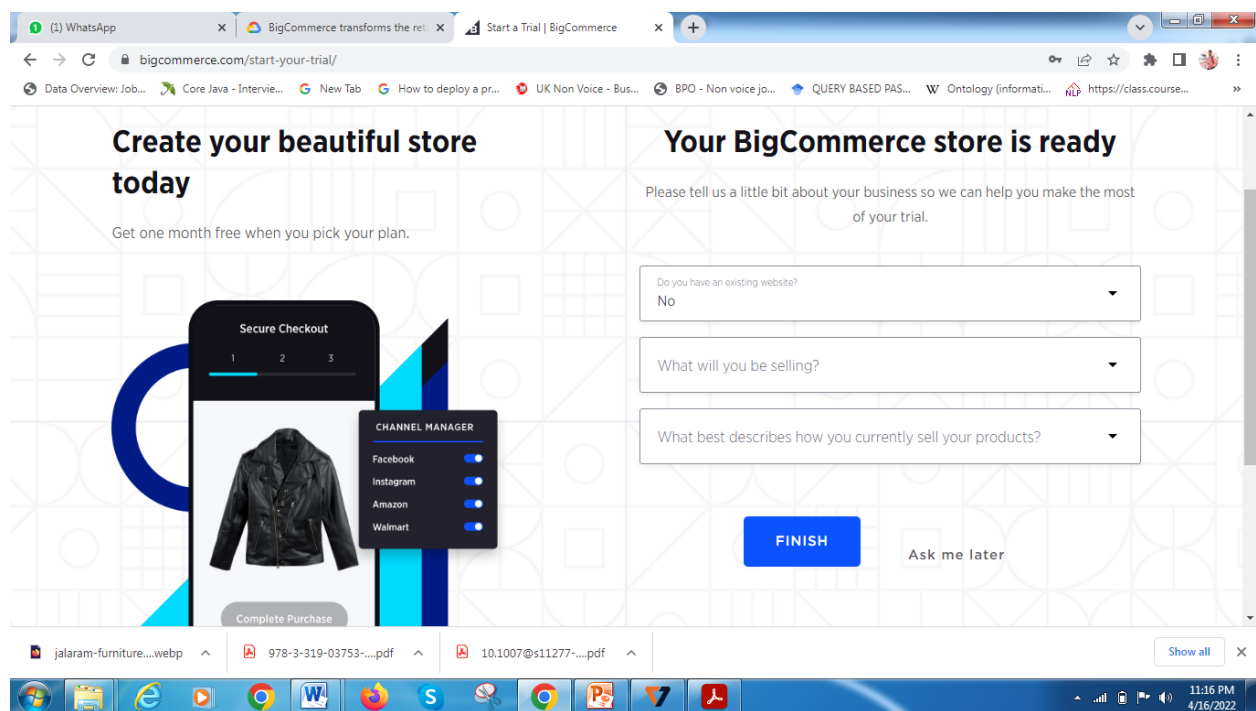 (1) WhatsApp
BigCommerce transforms the ret
Start a Trial | BigCommerce
bigcommerce.com/start-your-trial/
Data Overview: Job...
Core Java - Intervie...
New Tab
How to deploy a pr...
UK Non Voice - Bus...
BPO - Non voice jo...
QUERY BASED PAS...
Ontology (informati...
https://class.course...
Create your beautiful store
today
Get one month free when you pick your plan.
Secure Checkout
1 2 3
CHANNEL MANAGER
Facebook
Instagram
Amazon
Walmart
Complete Purchase
Your BigCommerce store is ready
Please tell us a little bit about your business so we can help you make the most
of your trial.
Do you have an existing website?
No
What will you be selling?
What best describes how you currently sell your products?
FINISH
Ask me later
jalaram-furniture....webp
978-3-319-03753-....pdf
10.1007@s11277-....pdf
Show all
11:16 PM
4/16/2022